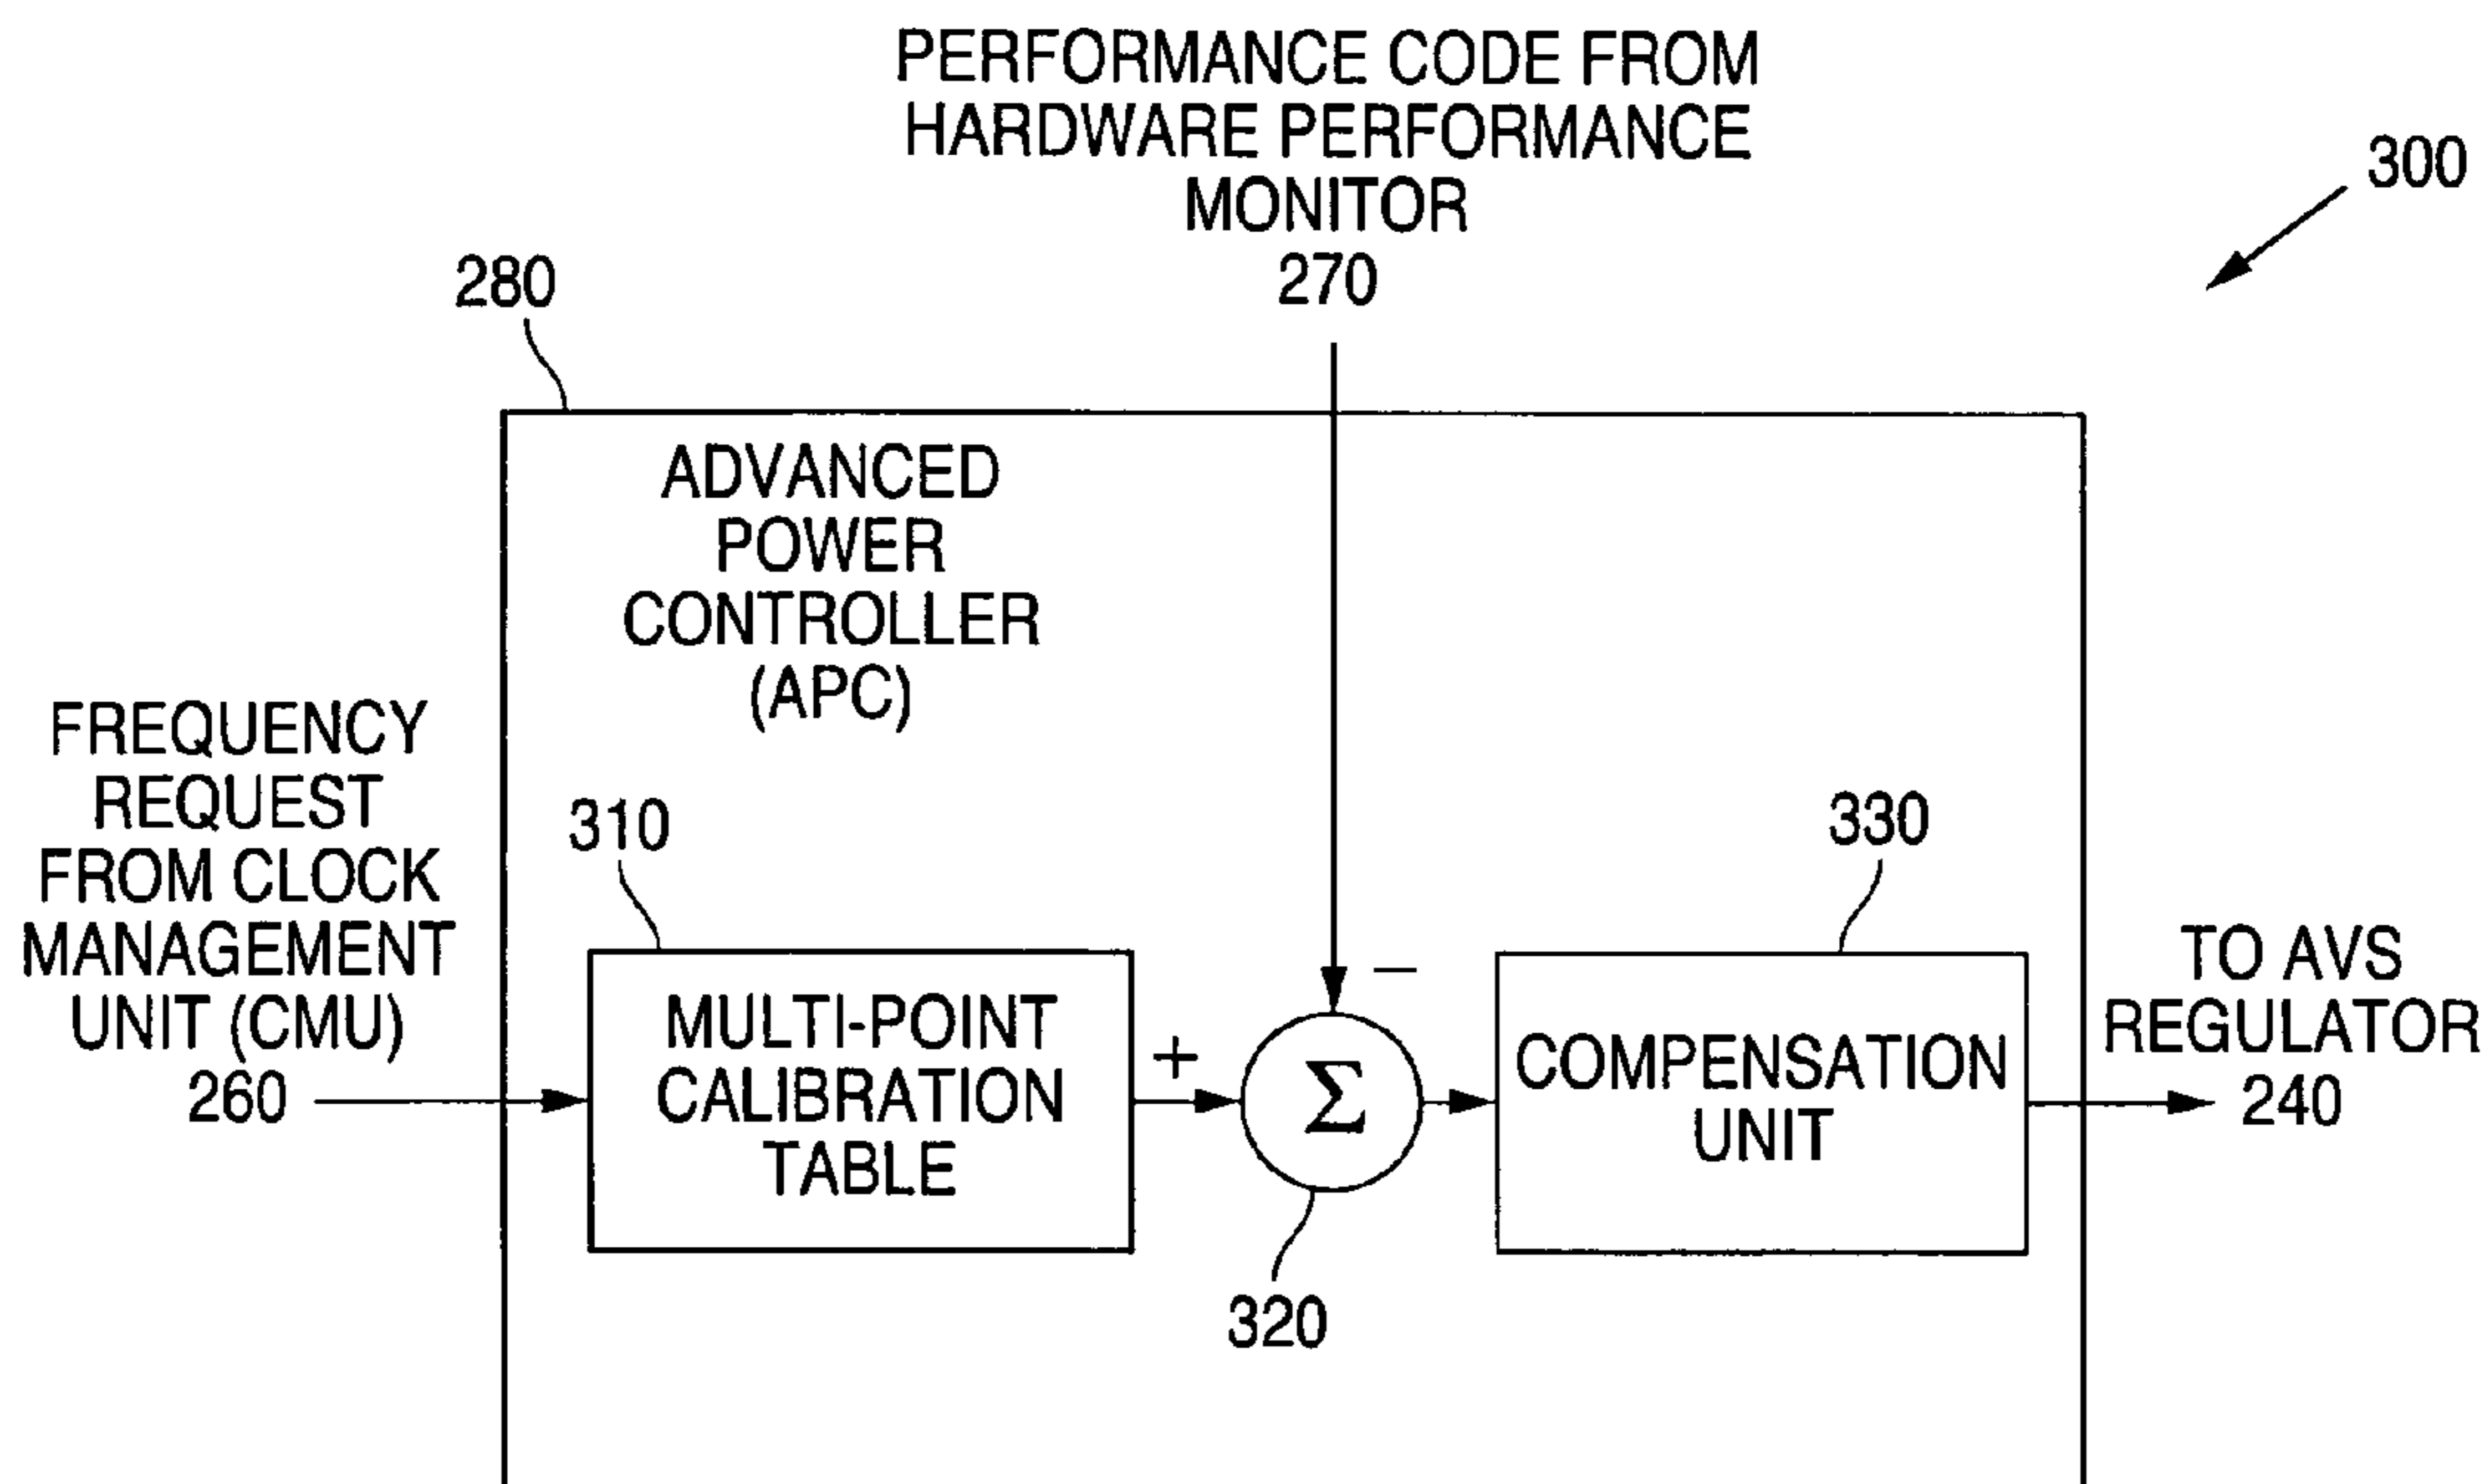 PERFORMANCE CODE FROM
HARDWARE PERFORMANCE
MONITOR
270
300
280
ADVANCED
POWER
CONTROLLER
(APC)
FREQUENCY
REQUEST
FROM CLOCK
MANAGEMENT
UNIT (CMU)
260
310
MULTI-POINT
CALIBRATION
TABLE
+
−
Σ
320
330
COMPENSATION
UNIT
TO AVS
REGULATOR
240